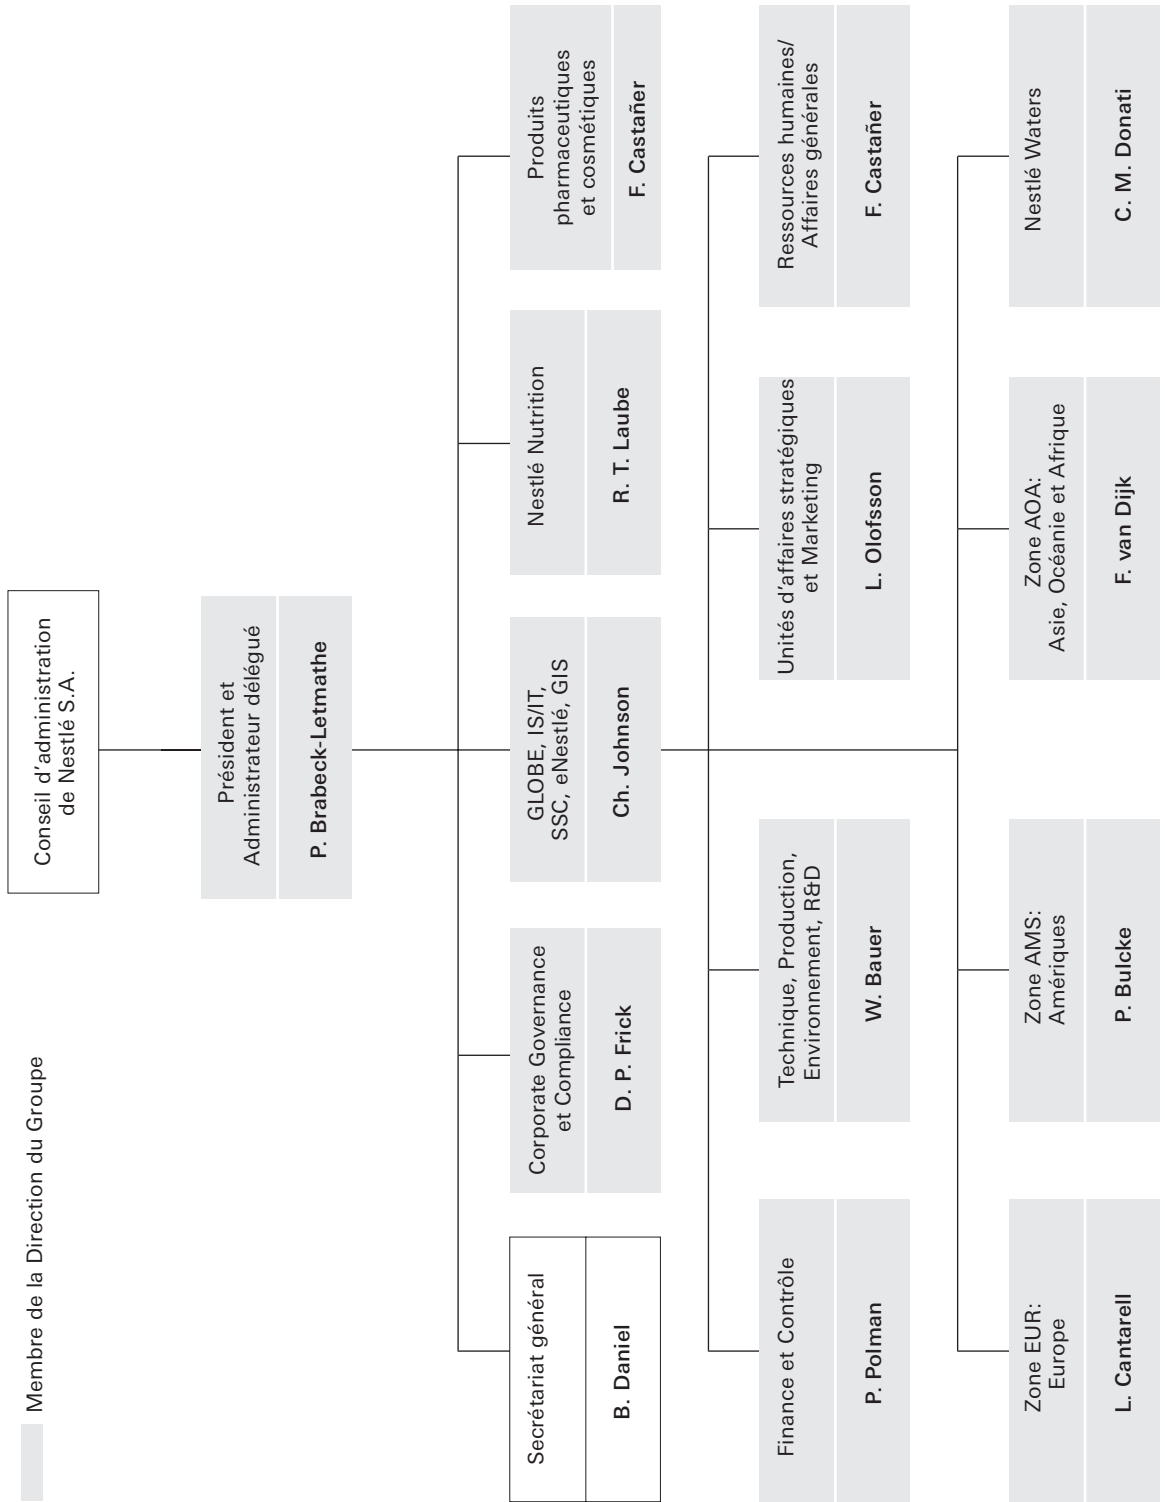 Conseil d'administration
de Nestlé S.A.
Président et
Administrateur délégué
P. Brabeck-Letmathe
Secrétariat général
B. Daniel
Corporate Governance
et Compliance
D. P. Frick
GLOBE, IS/IT,
SSC, eNestlé, GIS
Ch. Johnson
Nestlé Nutrition
R. T. Laube
Produits
pharmaceutiques
et cosmétiques
F. Castañer
Finance et Contrôle
P. Polman
Technique, Production,
Environnement, R&D
W. Bauer
Unités d'affaires stratégiques
et Marketing
L. Olofsson
Ressources humaines/
Affaires générales
F. Castañer
Zone EUR:
Europe
L. Cantarell
Zone AMS:
Amériques
P. Bulcke
Zone AOA:
Asie, Océanie et Afrique
F. van Dijk
Nestlé Waters
C. M. Donati
Membre de la Direction du Groupe